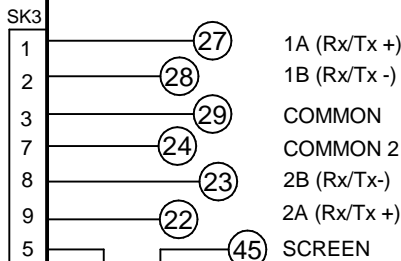 SK3
1 27 1A (Rx/Tx +)
2 28 1B (Rx/Tx -)
3 29 COMMON
7 24 COMMON 2
8 23 2B (Rx/Tx-)
9 22 2A (Rx/Tx +)
5 45 SCREEN